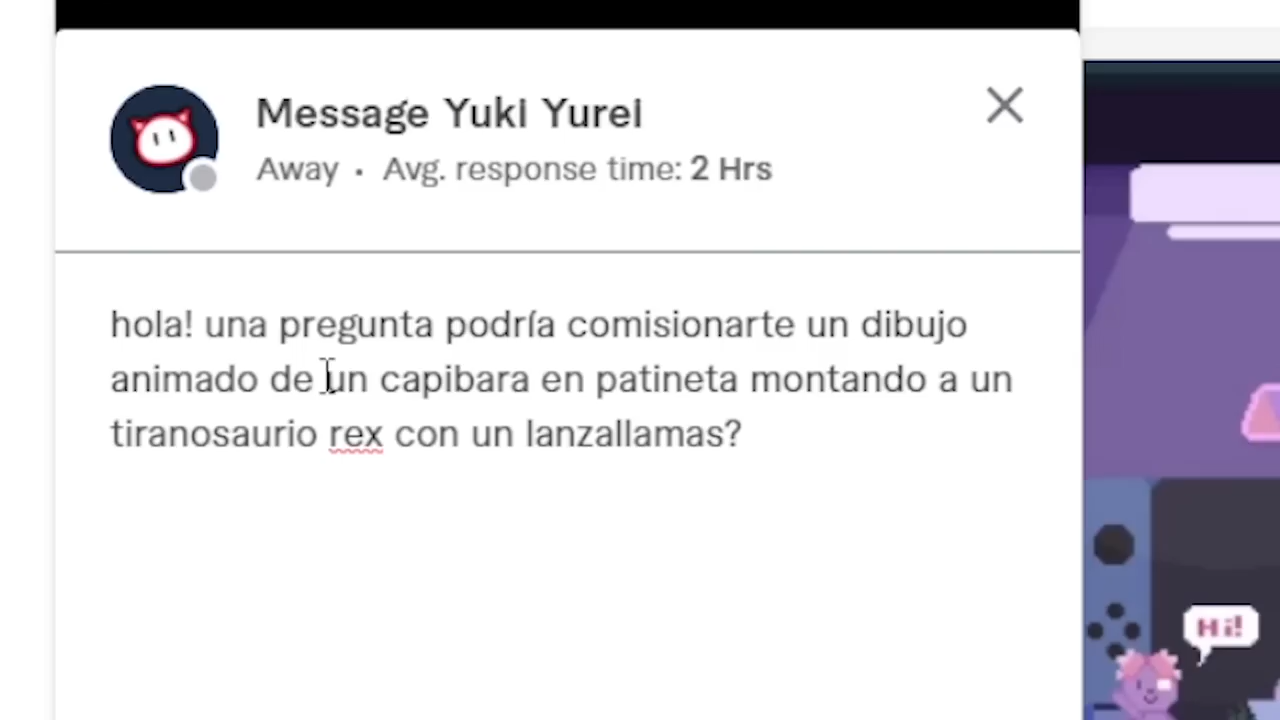 Message Yuki Yurei
Away • Avg. response time: 2 Hrs
hola! una pregunta podría comisionarte un dibujo
animado de un capibara en patineta montando a un
tiranosaurio rex con un lanzallamas?
Hi!